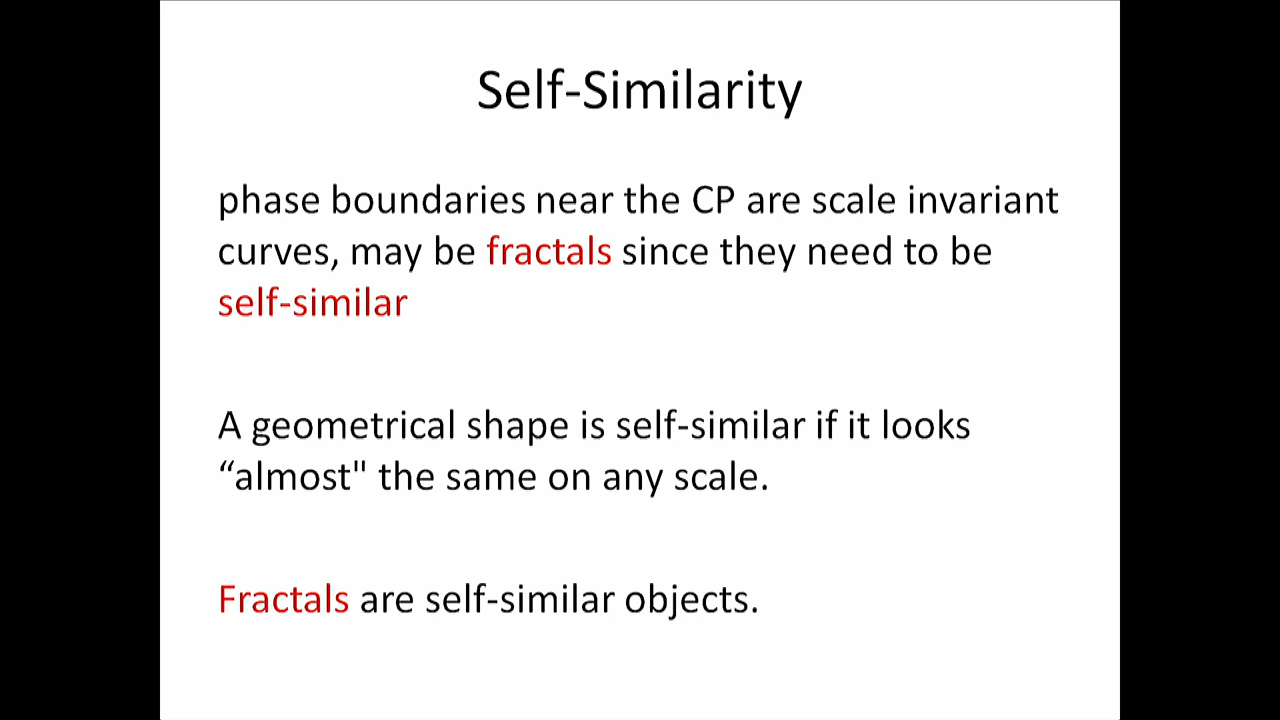 Self-Similarity
phase boundaries near the CP are scale invariant
curves, may be fractals since they need to be
self-similar
A geometrical shape is self-similar if it looks
“almost" the same on any scale.
Fractals are self-similar objects.